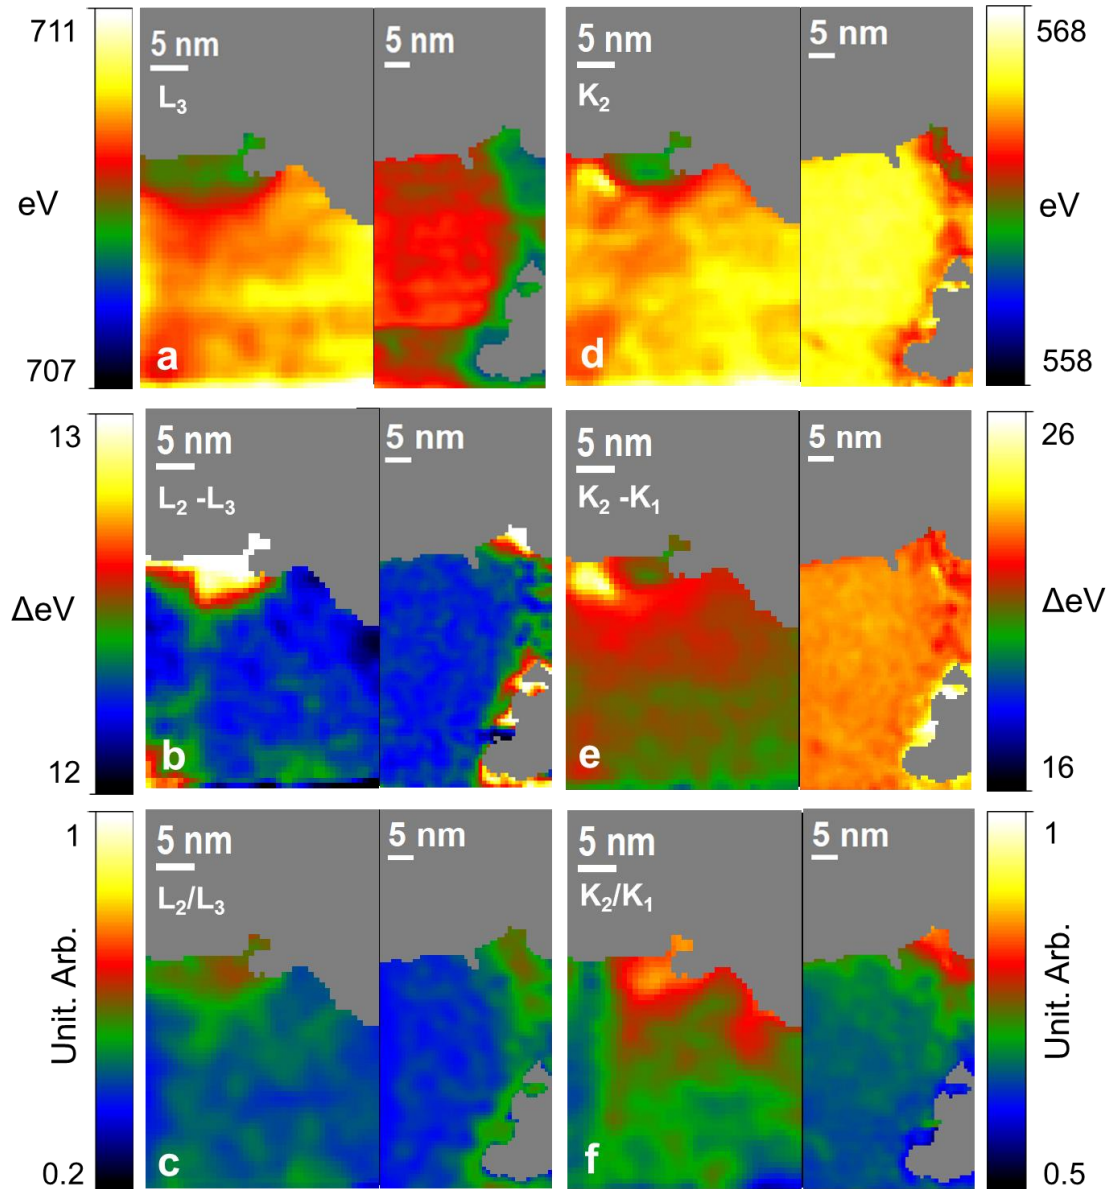 711
eV
707
5 nm
5 nm
L₃
a
5 nm
5 nm
K₂
d
568
eV
558
13
ΔeV
12
5 nm
5 nm
L₂ -L₃
b
5 nm
5 nm
K₂ -K₁
e
26
ΔeV
16
1
Unit. Arb.
0.2
5 nm
5 nm
L₂/L₃
c
5 nm
5 nm
K₂/K₁
f
1
Unit. Arb.
0.5